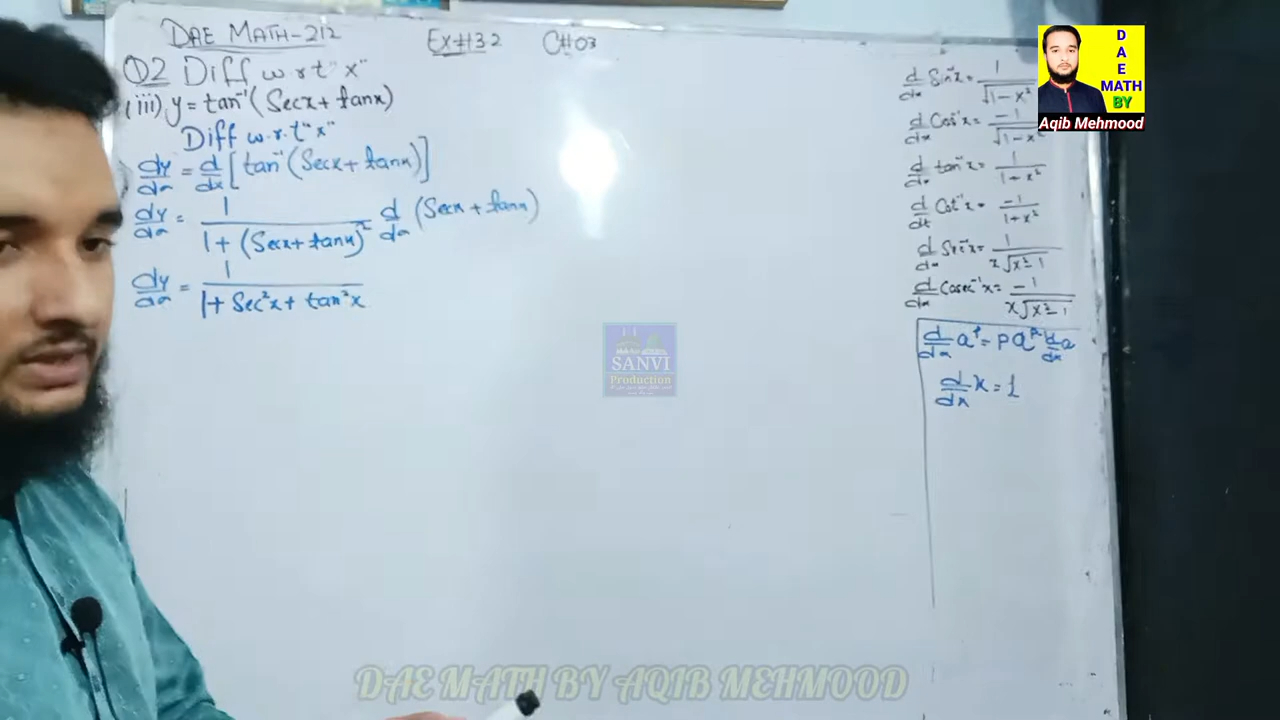 DAE MATH-212 Ex#3.2 CH#03
Q2 Diff w r t "x"
(iii) y = tan⁻¹(Secx + tanx)
Diff w.r.t "x"
dy/dx = d/dx [tan⁻¹(Secx + tanx)]
dy/dx = 1/(1 + (Secx + tanx)²) d/dx (Secx + tanx)
dy/dx = 1/(1 + Sec²x + tan²x
d/dx Sin⁻¹x = 1/√(1-x²
d/dx Cos⁻¹x = -1/√(1-x²
d/dx tan⁻¹x = 1/(1+x²)
d/dx Cot⁻¹x = -1/(1+x²)
d/dx Sec⁻¹x = 1/(x√(x²-1))
d/dx Cosec⁻¹x = -1/(x√(x²-1))
d/dx x = 1
DAE
MATH
BY
Aqib Mehmood
SANVI
Production
DAE MATH BY AQIB MEHMOOD